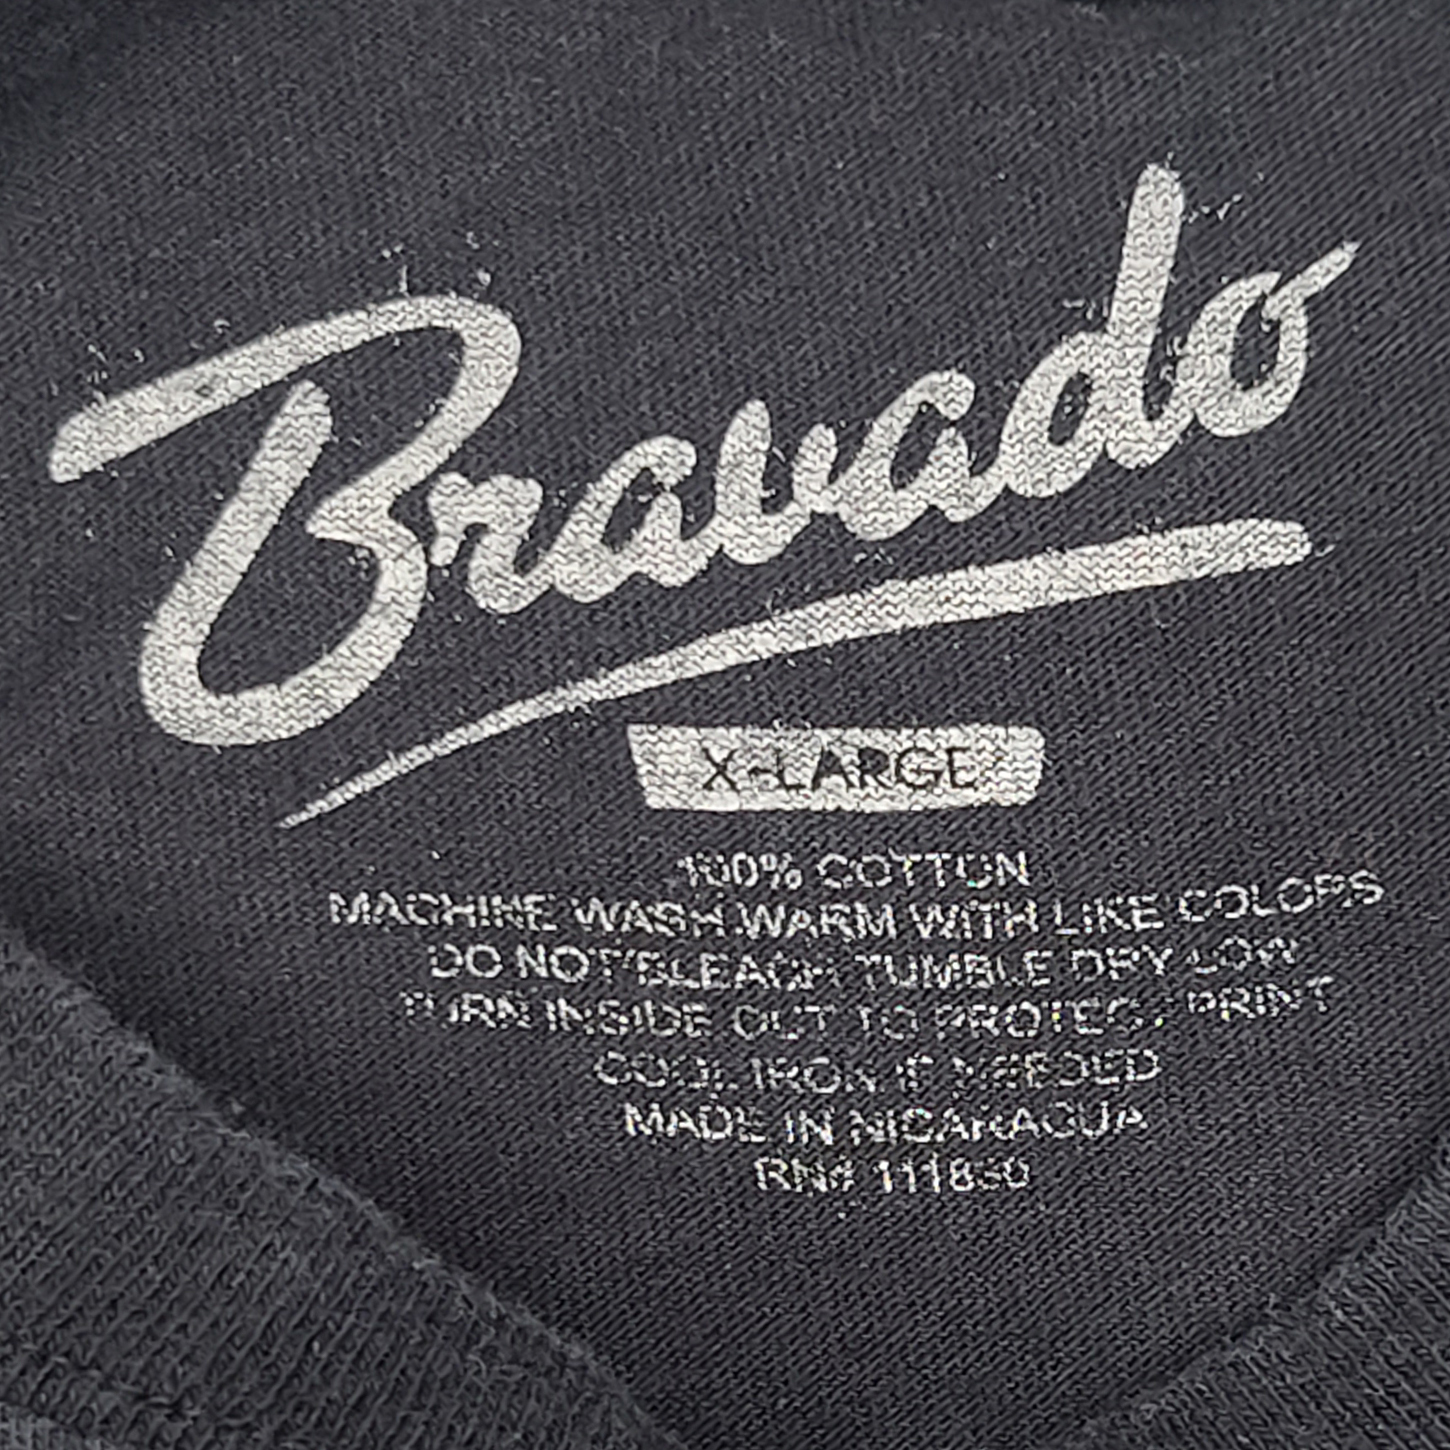 Bravado
X-LARGE
100% COTTON
MACHINE WASH WARM WITH LIKE COLORS
DO NOT BLEACH TUMBLE DRY LOW
TURN INSIDE OUT TO PROTECT PRINT
COOL IRON IF NEEDED
MADE IN NICARAGUA
RN#